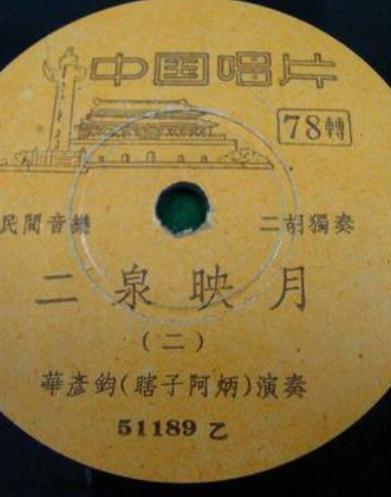 中国唱片
78轉
民間音樂 二胡獨奏
二泉映月
(二)
華彥鈞(瞎子阿炳)演奏
51189 乙